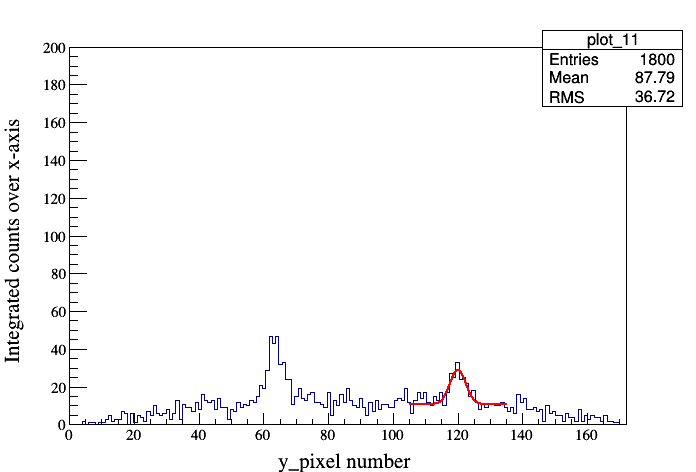 plot_11
Entries 1800
Mean 87.79
RMS 36.72
200
180
160
140
120
100
80
60
40
20
0
0 20 40 60 80 100 120 140 160
Integrated counts over x-axis
y_pixel number